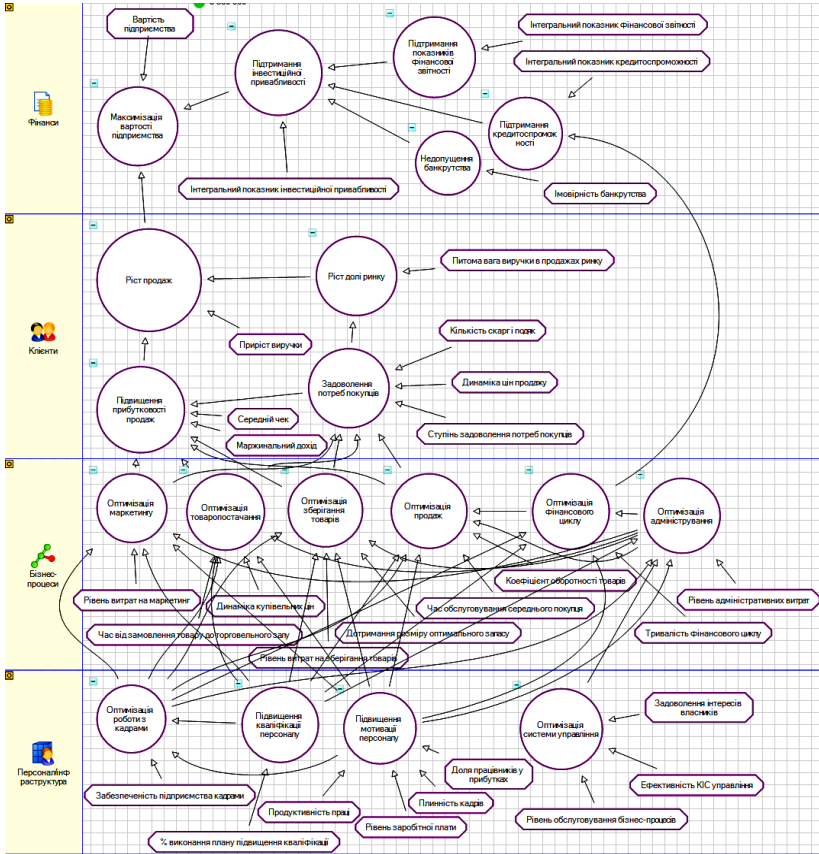 Вартість
підприємства
Підтримання
інвестиційної
привабливості
Підтримання
показників
фінансової
звітності
Інтегральний показник Фінансової звітності
Інтегральний показник кредитоспроможності
Фінанси
Максимізація
вартості
підприємства
Підтримання
кредитоспромож
ності
Недопущення
банкрутства
Інтегральний показник інвестиційної привабливості
Імовірність банкрутства
Ріст продаж
Ріст долі ринку
Питома вага виручки в продажах ринку
Клієнти
Приріст виручки
Кількість скарг і подяк
Підвищення
прибутковості
продаж
Задоволення
потреб покупців
Динаміка цін продажу
Середній чек
Маржинальний дохід
Ступінь задоволення потреб покупців
Бізнес-
процеси
Оптимізація
маркетингу
Оптимізація
товаропостачання
Оптимізація
зберігання
товарів
Оптимізація
продаж
Оптимізація
фінансового
циклу
Оптимізація
адміністрування
Коефіцієнт оборотності товарів
Рівень витрат на маркетинг
Динаміка купівельних цін
Час обслуговування середнього покупця
Рівень адміністративних витрат
Час від замовлення товару до торговельного залу
Дотримання розміру оптимального запасу
Тривалість фінансового циклу
Рівень витрат на зберігання товарів
Персонал/інф
раструктура
Оптимізація
роботи з
кадрами
Підвищення
кваліфікації
персоналу
Підвищення
мотивації
персоналу
Оптимізація
системи управління
Задоволення інтересів
власників
Доля працівників у
прибутках
Ефективність КІС управління
Забезпеченість підприємства кадрами
Плинність кадрів
Продуктивність праці
Рівень заробітної плати
Рівень обслуговування бізнес-процесів
% виконання плану підвищення кваліфікації